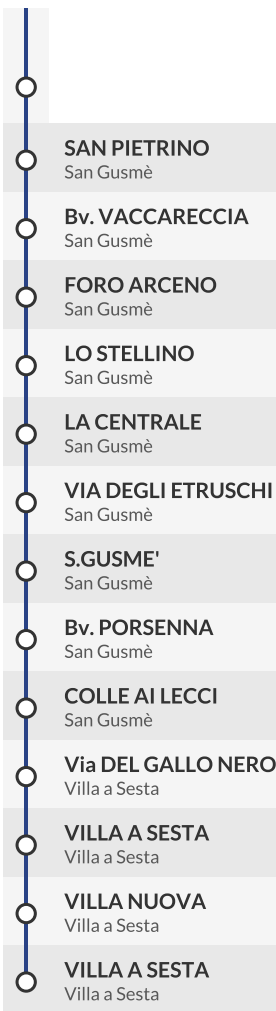 SAN PIETRINO
San Gusmè
Bv. VACCARECCIA
San Gusmè
FORO ARCENO
San Gusmè
LO STELLINO
San Gusmè
LA CENTRALE
San Gusmè
VIA DEGLI ETRUSCHI
San Gusmè
S.GUSME'
San Gusmè
Bv. PORSENNA
San Gusmè
COLLE AI LECCI
San Gusmè
Via DEL GALLO NERO
Villa a Sesta
VILLA A SESTA
Villa a Sesta
VILLA NUOVA
Villa a Sesta
VILLA A SESTA
Villa a Sesta